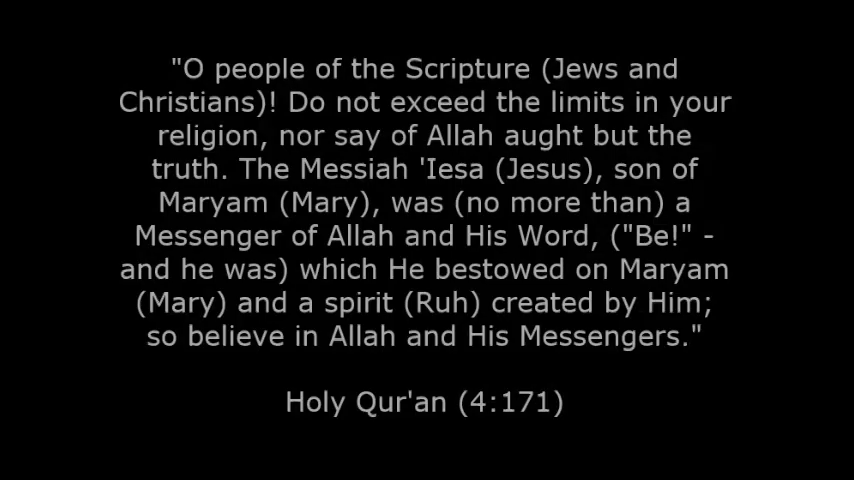 "O people of the Scripture (Jews and
Christians)! Do not exceed the limits in your
religion, nor say of Allah aught but the
truth. The Messiah 'Iesa (Jesus), son of
Maryam (Mary), was (no more than) a
Messenger of Allah and His Word, ("Be!" -
and he was) which He bestowed on Maryam
(Mary) and a spirit (Ruh) created by Him;
so believe in Allah and His Messengers."
Holy Qur'an (4:171)